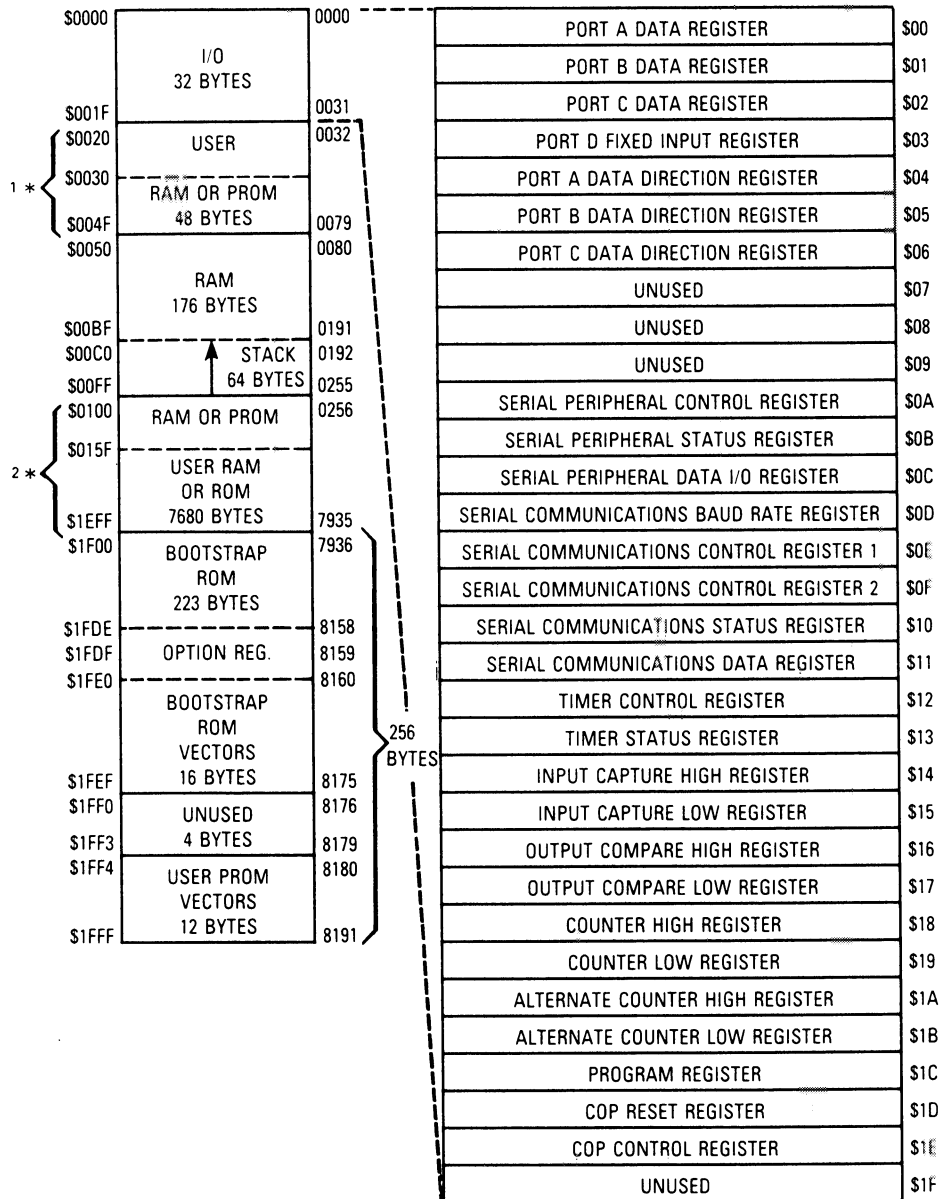 $0000
0000
I/O
32 BYTES
$001F
0031
$0020
0032
USER
1 *
$0030
RAM OR PROM
48 BYTES
$004F
0079
$0050
0080
RAM
176 BYTES
$00BF
0191
$00C0
STACK
0192
64 BYTES
$00FF
0255
$0100
0256
RAM OR PROM
$015F
2 *
USER RAM
OR ROM
7680 BYTES
$1EFF
7935
$1F00
7936
BOOTSTRAP
ROM
223 BYTES
$1FDE
8158
$1FDF
OPTION REG.
8159
$1FE0
8160
BOOTSTRAP
ROM
VECTORS
16 BYTES
$1FEF
8175
$1FF0
8176
UNUSED
4 BYTES
$1FF3
8179
$1FF4
8180
USER PROM
VECTORS
12 BYTES
$1FFF
8191
256
BYTES
PORT A DATA REGISTER $00
PORT B DATA REGISTER $01
PORT C DATA REGISTER $02
PORT D FIXED INPUT REGISTER $03
PORT A DATA DIRECTION REGISTER $04
PORT B DATA DIRECTION REGISTER $05
PORT C DATA DIRECTION REGISTER $06
UNUSED $07
UNUSED $08
UNUSED $09
SERIAL PERIPHERAL CONTROL REGISTER $0A
SERIAL PERIPHERAL STATUS REGISTER $0B
SERIAL PERIPHERAL DATA I/O REGISTER $0C
SERIAL COMMUNICATIONS BAUD RATE REGISTER $0D
SERIAL COMMUNICATIONS CONTROL REGISTER 1 $0E
SERIAL COMMUNICATIONS CONTROL REGISTER 2 $0F
SERIAL COMMUNICATIONS STATUS REGISTER $10
SERIAL COMMUNICATIONS DATA REGISTER $11
TIMER CONTROL REGISTER $12
TIMER STATUS REGISTER $13
INPUT CAPTURE HIGH REGISTER $14
INPUT CAPTURE LOW REGISTER $15
OUTPUT COMPARE HIGH REGISTER $16
OUTPUT COMPARE LOW REGISTER $17
COUNTER HIGH REGISTER $18
COUNTER LOW REGISTER $19
ALTERNATE COUNTER HIGH REGISTER $1A
ALTERNATE COUNTER LOW REGISTER $1B
PROGRAM REGISTER $1C
COP RESET REGISTER $1D
COP CONTROL REGISTER $1E
UNUSED $1F